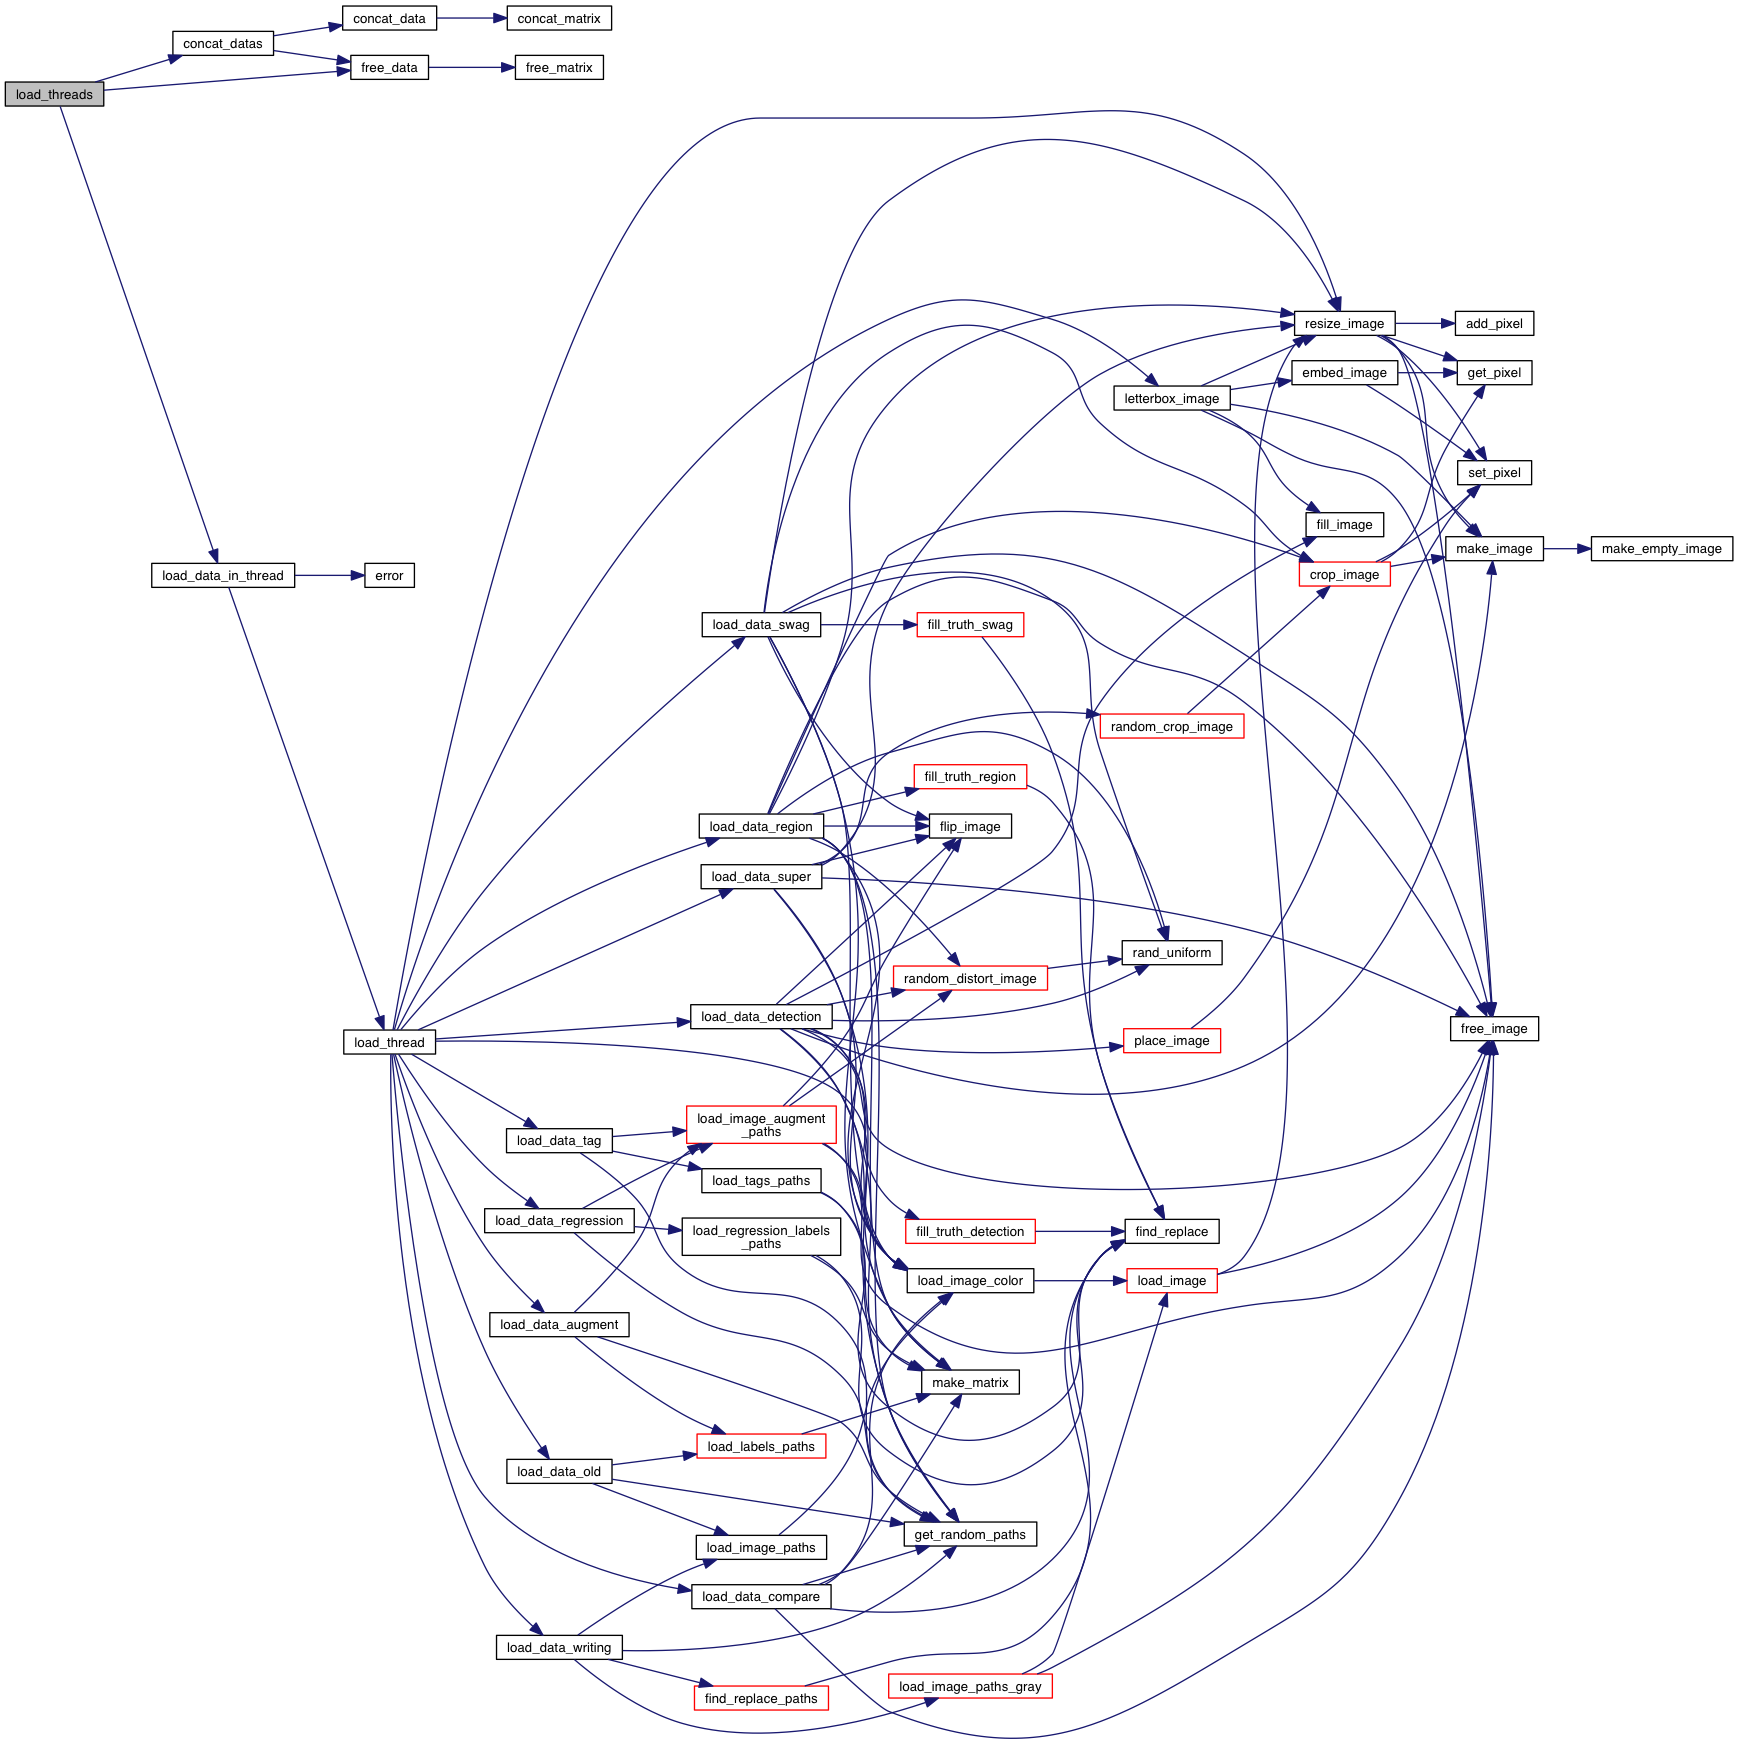 concat_data
concat_matrix
concat_datas
free_data
free_matrix
load_threads
resize_image
add_pixel
embed_image
get_pixel
letterbox_image
set_pixel
fill_image
make_image
make_empty_image
load_data_in_thread
error
crop_image
load_data_swag
fill_truth_swag
random_crop_image
fill_truth_region
load_data_region
flip_image
load_data_super
rand_uniform
random_distort_image
load_data_detection
free_image
load_thread
place_image
load_image_augment
_paths
load_data_tag
load_tags_paths
load_data_regression
load_regression_labels
_paths
fill_truth_detection
find_replace
load_image_color
load_image
load_data_augment
make_matrix
load_labels_paths
load_data_old
get_random_paths
load_image_paths
load_data_compare
load_data_writing
load_image_paths_gray
find_replace_paths